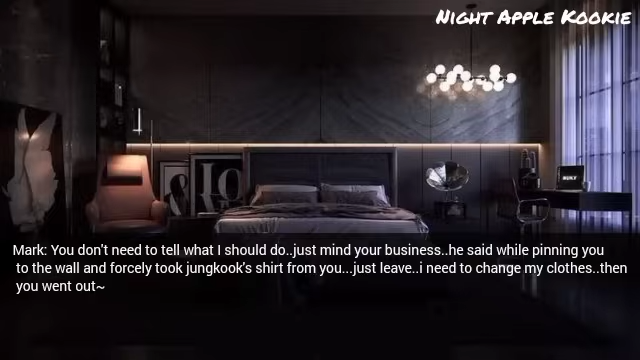 Night Apple Kookie
& LO
Mark: You don't need to tell what I should do..just mind your business..he said while pinning you
to the wall and forcely took jungkook's shirt from you...just leave..i need to change my clothes..then
you went out~